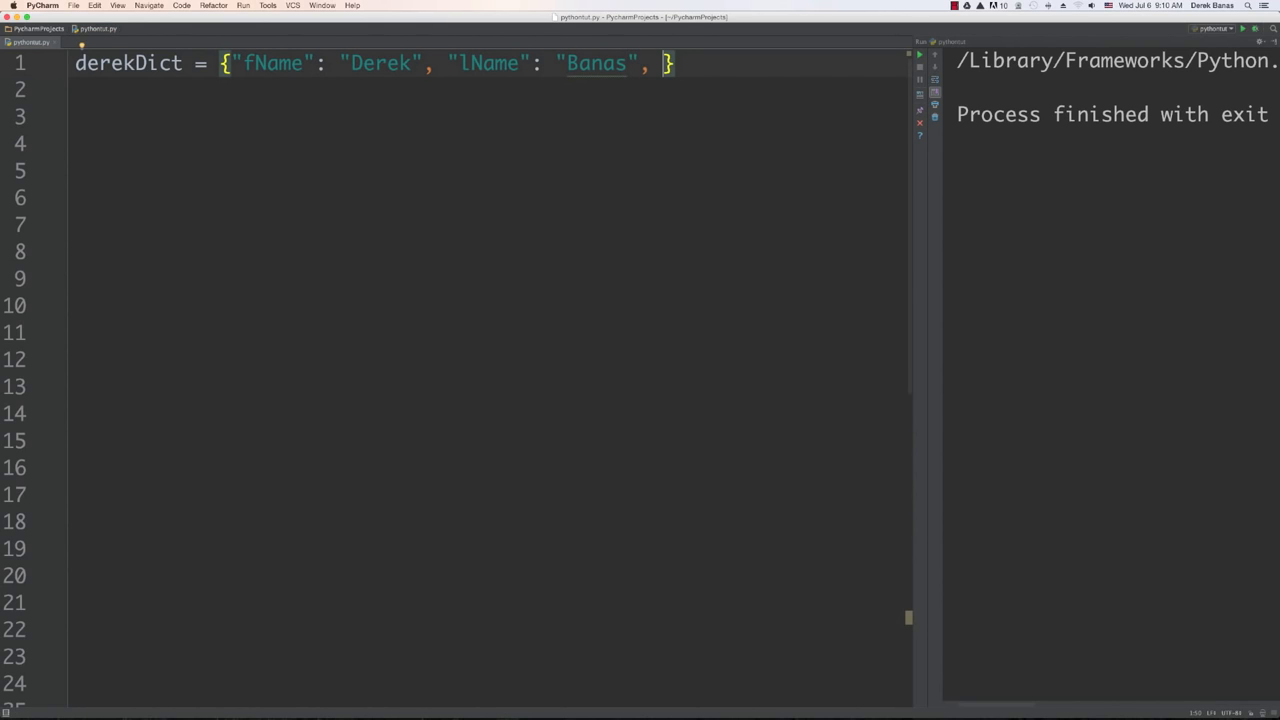 PyCharm File Edit View Navigate Code Refactor Run Tools VCS Window Help 10 Wed Jul 6 9:10 AM Derek Banas
pythontut.py - PycharmProjects - [~/PycharmProjects]
PycharmProjects pythontut.py pythontut
pythontut.py Run: pythontut
1 derekDict = {"fName": "Derek", "lName": "Banas", }
2
3
4
5
6
7
8
9
10
11
12
13
14
15
16
17
18
19
20
21
22
23
24
/Library/Frameworks/Python.
Process finished with exit
1:50 LF÷ UTF-8÷